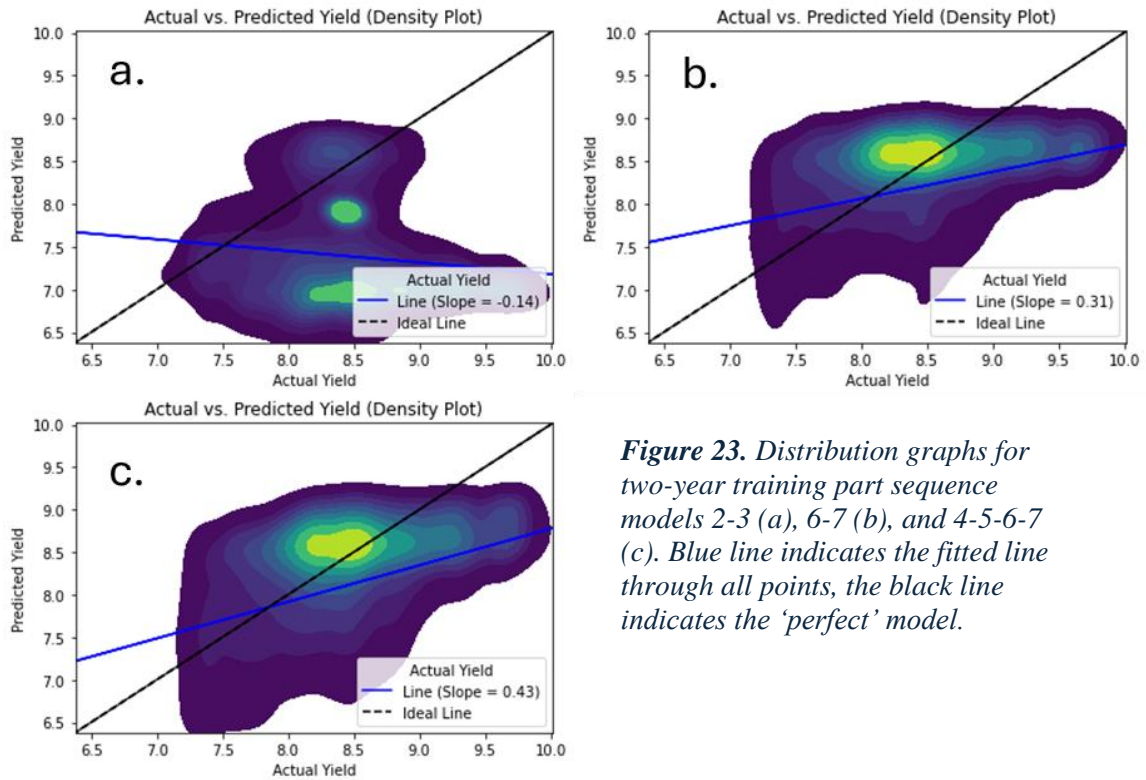 Actual vs. Predicted Yield (Density Plot)
a.
10.0
9.5
9.0
8.5
8.0
7.5
7.0
6.5
Predicted Yield
Actual Yield
Line (Slope = -0.14)
Ideal Line
6.5 7.0 7.5 8.0 8.5 9.0 9.5 10.0
Actual Yield
Actual vs. Predicted Yield (Density Plot)
b.
10.0
9.5
9.0
8.5
8.0
7.5
7.0
6.5
Predicted Yield
Actual Yield
Line (Slope = 0.31)
Ideal Line
6.5 7.0 7.5 8.0 8.5 9.0 9.5 10.0
Actual Yield
Actual vs. Predicted Yield (Density Plot)
c.
10.0
9.5
9.0
8.5
8.0
7.5
7.0
6.5
Predicted Yield
Actual Yield
Line (Slope = 0.43)
Ideal Line
6.5 7.0 7.5 8.0 8.5 9.0 9.5 10.0
Actual Yield
Figure 23. Distribution graphs for
two-year training part sequence
models 2-3 (a), 6-7 (b), and 4-5-6-7
(c). Blue line indicates the fitted line
through all points, the black line
indicates the ‘perfect’ model.